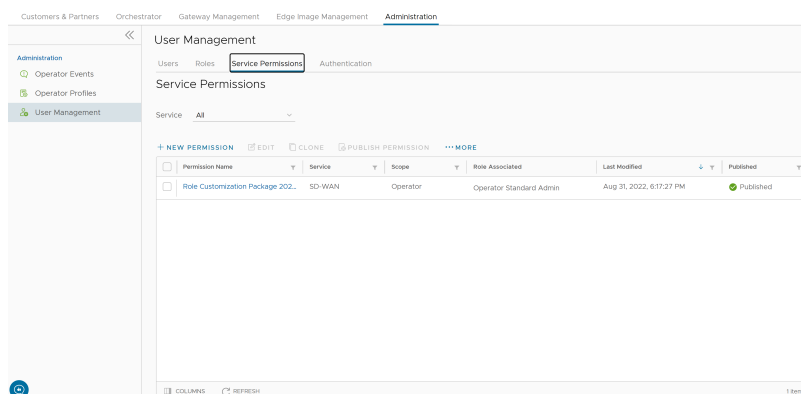 Customers & Partners Orchestrator Gateway Management Edge Image Management Administration
Administration
Operator Events
Operator Profiles
User Management
User Management
Users Roles Service Permissions Authentication
Service Permissions
Service All
+ NEW PERMISSION EDIT CLONE PUBLISH PERMISSION ··· MORE
Permission Name Service Scope Role Associated Last Modified Published
Role Customization Package 202... SD-WAN Operator Operator Standard Admin Aug 31, 2022, 6:17:27 PM Published
COLUMNS REFRESH 1 item